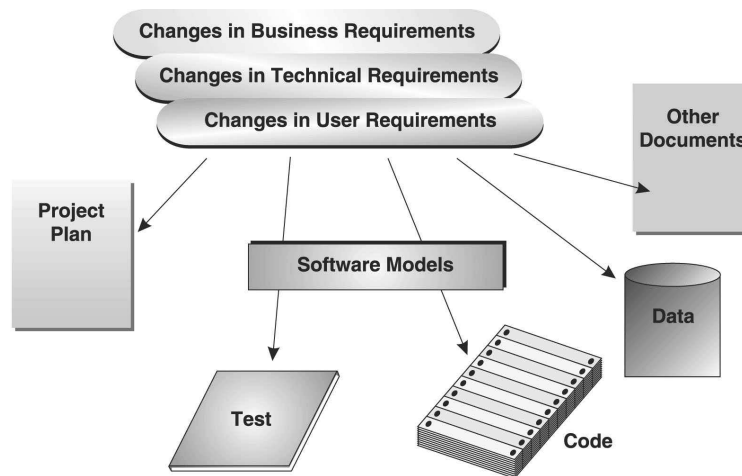 Changes in Business Requirements
Changes in Technical Requirements
Changes in User Requirements
Other
Documents
Project
Plan
Software Models
Data
Test
Code